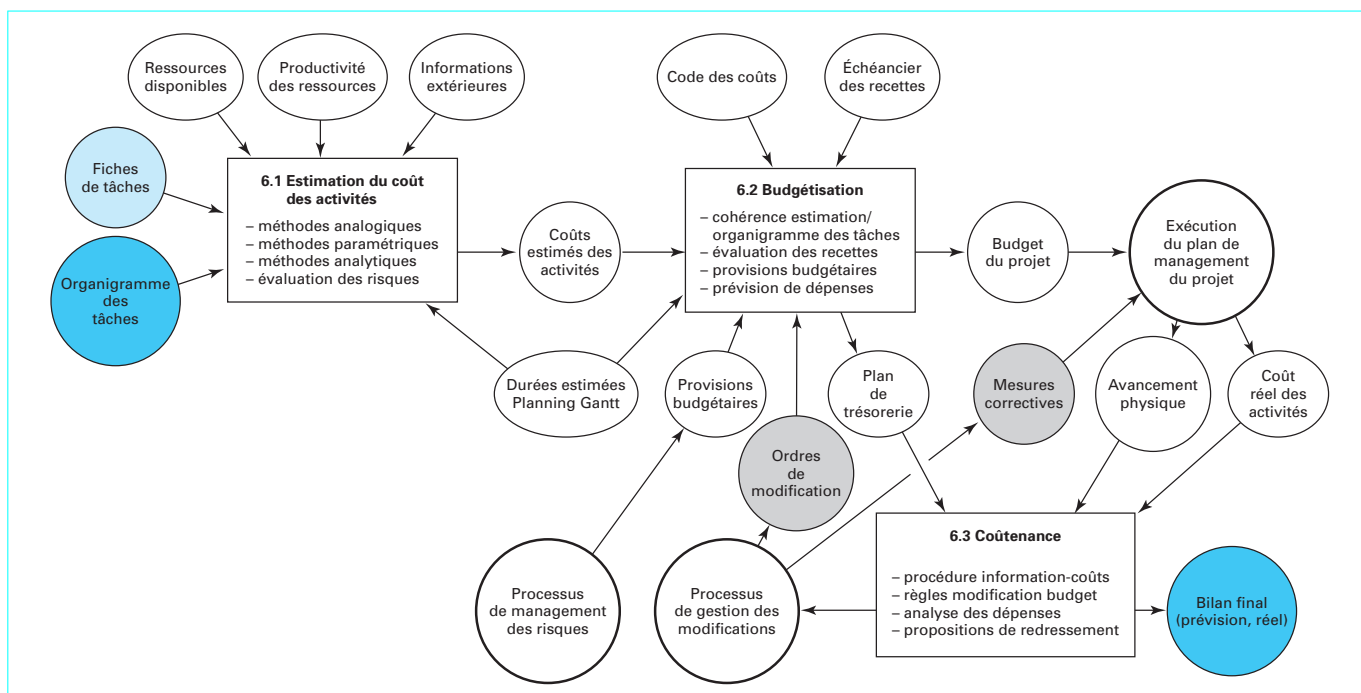 Ressources
disponibles
Productivité
des ressources
Informations
extérieures
Code des coûts
Échéancier
des recettes
Fiches
de tâches
Organigramme
des
tâches
6.1 Estimation du coût
des activités
– méthodes analogiques
– méthodes paramétriques
– méthodes analytiques
– évaluation des risques
Coûts
estimés des
activités
6.2 Budgétisation
– cohérence estimation/
organigramme des tâches
– évaluation des recettes
– provisions budgétaires
– prévision de dépenses
Budget
du projet
Exécution
du plan de
management
du projet
Durées estimées
Planning Gantt
Provisions
budgétaires
Ordres
de
modification
Plan
de
trésorerie
Mesures
correctives
Avancement
physique
Coût
réel des
activités
Processus
de management
des risques
Processus
de gestion des
modifications
6.3 Coûtenance
– procédure information-coûts
– règles modification budget
– analyse des dépenses
– propositions de redressement
Bilan final
(prévision, réel)